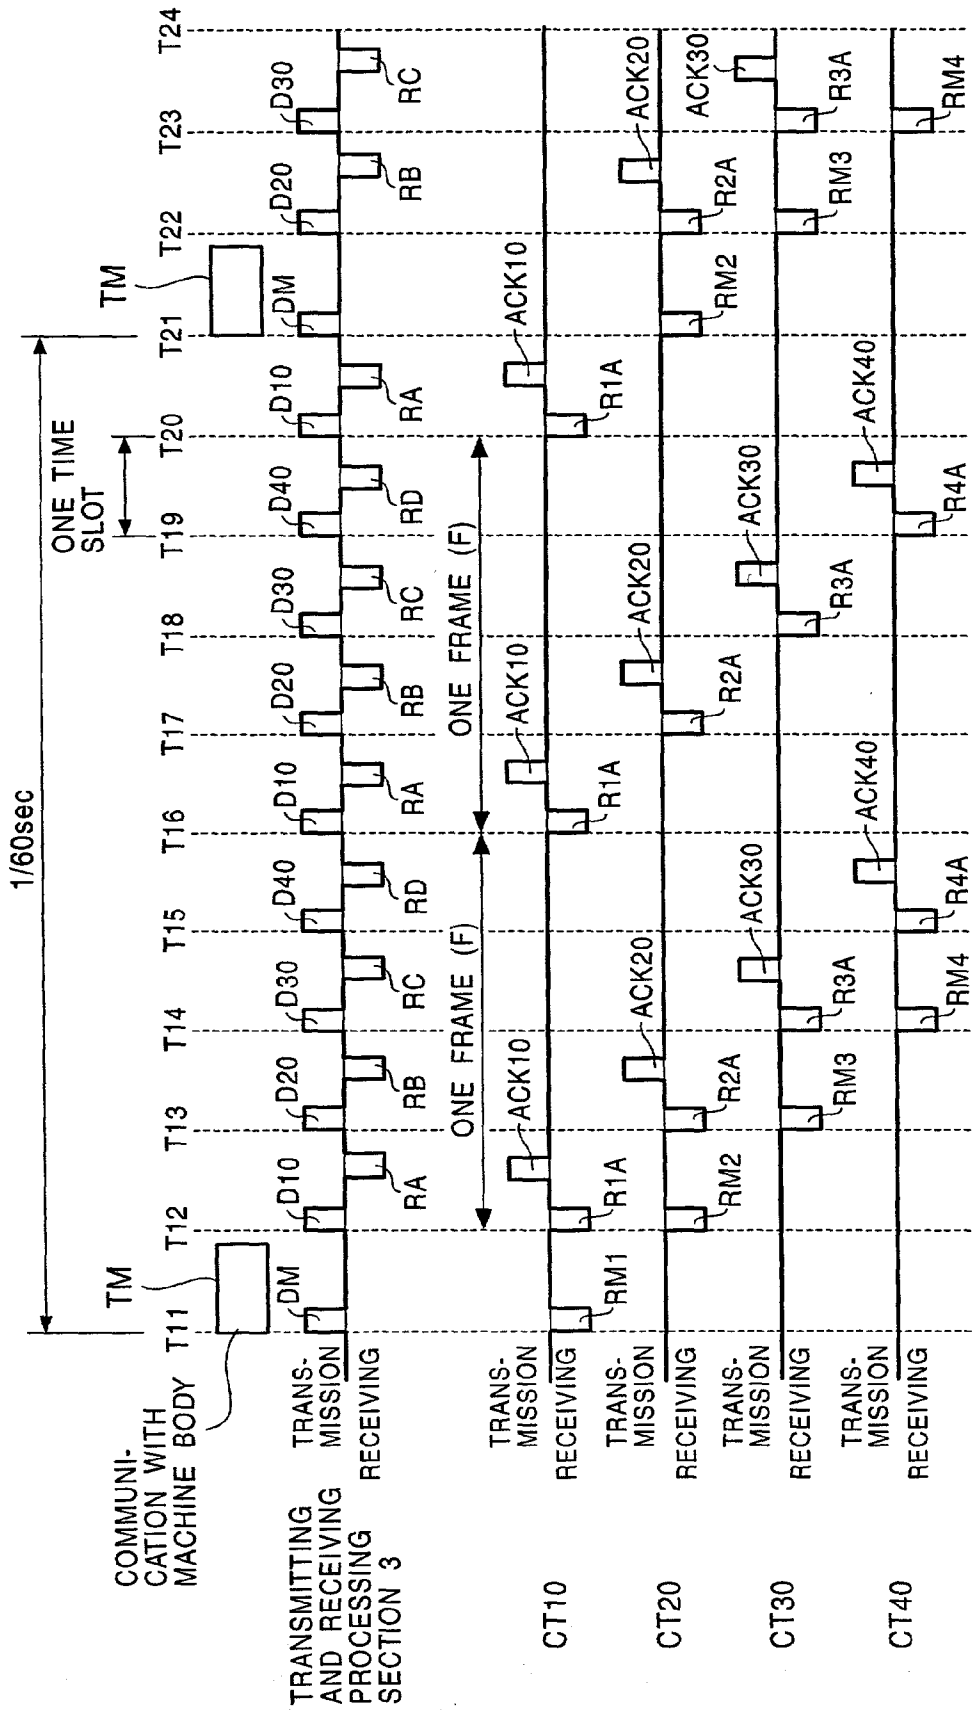 1/60sec
ONE TIME
SLOT
T11
T12
T13
T14
T15
T16
T17
T18
T19
T20
T21
T22
T23
T24
COMMUNI-
CATION WITH
MACHINE BODY
TM
TM
TRANSMITTING
AND RECEIVING
PROCESSING
SECTION 3
TRANS-
MISSION
RECEIVING
DM
D10
D20
D30
D40
D10
D20
D30
D40
D10
DM
D20
D30
RA
RB
RC
RD
RA
RB
RC
RD
RA
RB
RC
ONE FRAME (F)
ONE FRAME (F)
CT10
TRANS-
MISSION
RECEIVING
ACK10
ACK10
ACK10
RM1
R1A
R1A
R1A
CT20
TRANS-
MISSION
RECEIVING
ACK20
ACK20
ACK20
RM2
R2A
R2A
RM2
R2A
CT30
TRANS-
MISSION
RECEIVING
ACK30
ACK30
ACK30
RM3
R3A
R3A
RM3
R3A
CT40
TRANS-
MISSION
RECEIVING
ACK40
ACK40
RM4
R4A
R4A
RM4